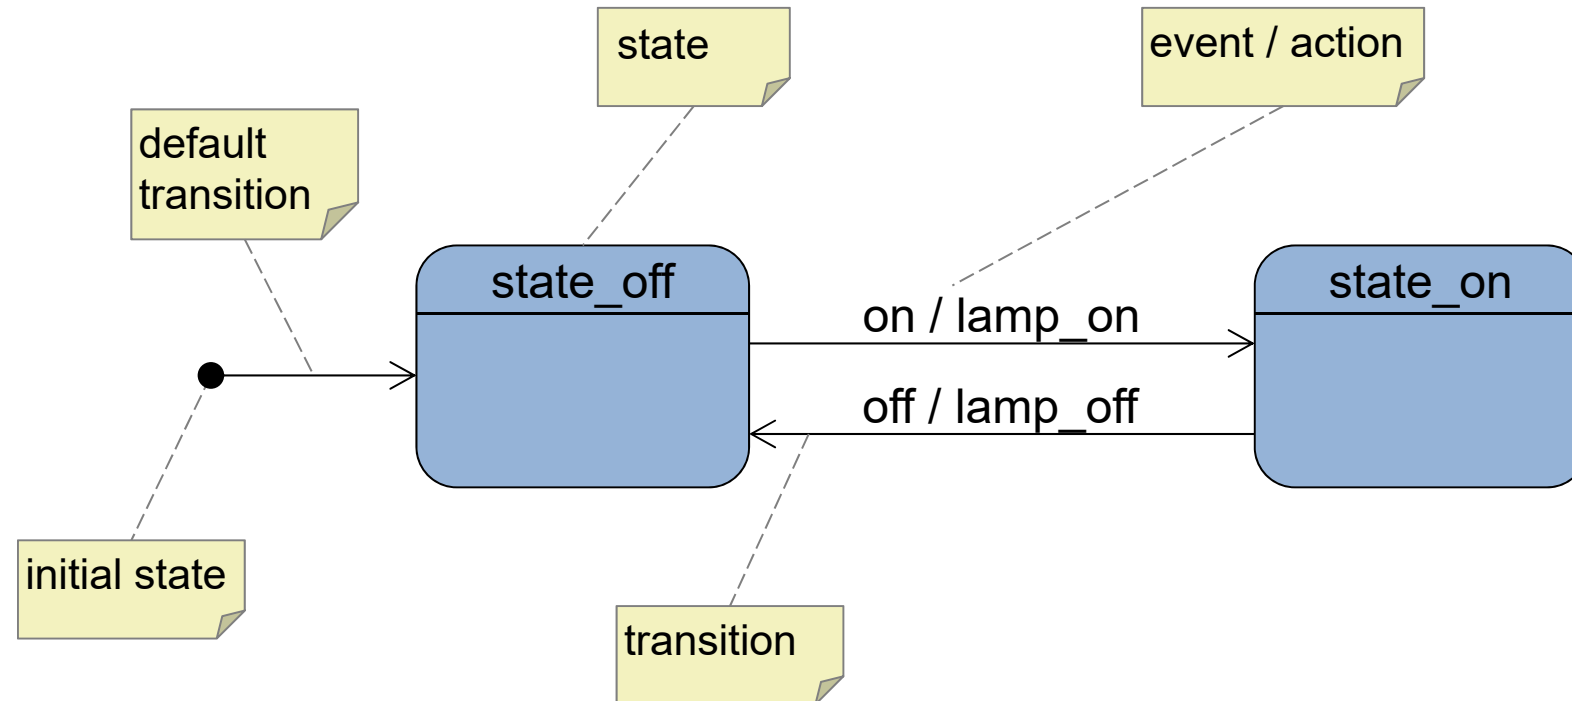 state
event / action
default
transition
state_off
state_on
on / lamp_on
off / lamp_off
initial state
transition